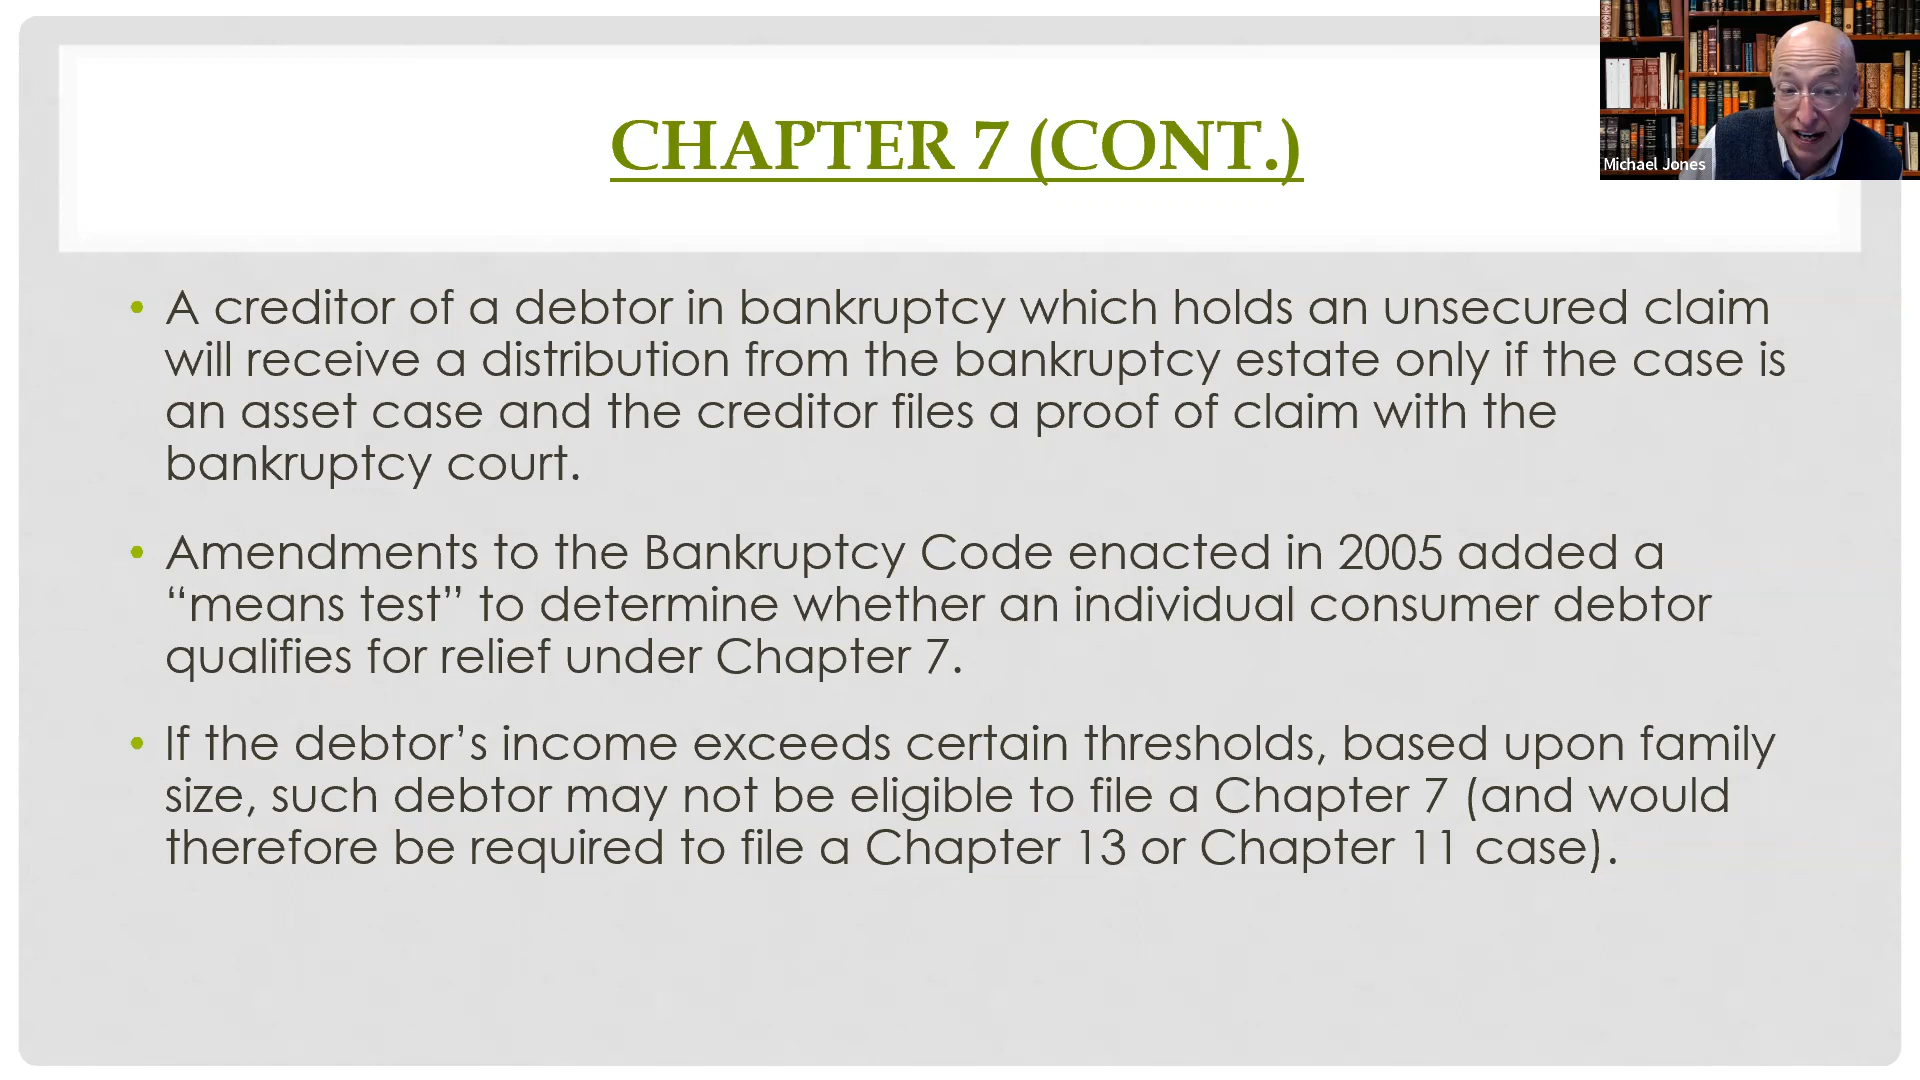 CHAPTER 7 (CONT.)
Michael Jones
• A creditor of a debtor in bankruptcy which holds an unsecured claim
will receive a distribution from the bankruptcy estate only if the case is
an asset case and the creditor files a proof of claim with the
bankruptcy court.
• Amendments to the Bankruptcy Code enacted in 2005 added a
“means test” to determine whether an individual consumer debtor
qualifies for relief under Chapter 7.
• If the debtor’s income exceeds certain thresholds, based upon family
size, such debtor may not be eligible to file a Chapter 7 (and would
therefore be required to file a Chapter 13 or Chapter 11 case).